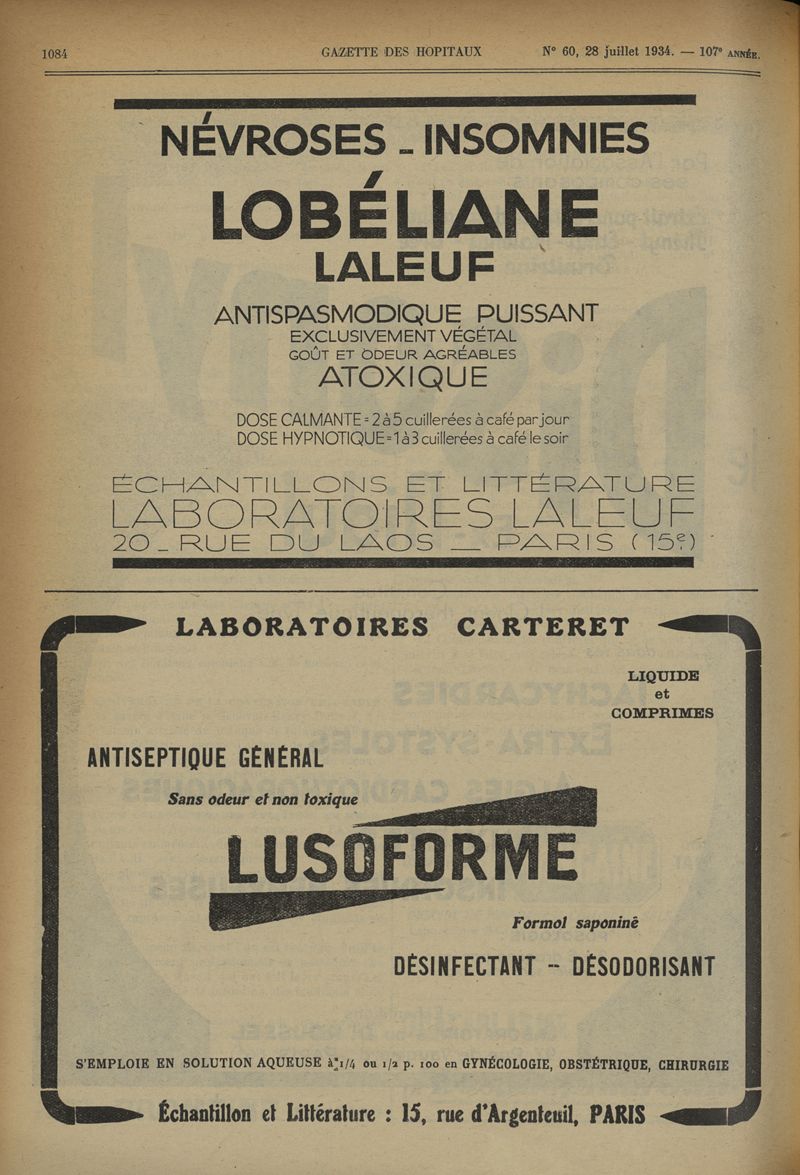 1084 GAZETTE DES HOPITAUX N° 60, 28 juillet 1934. — 107e ANNÉE.
NÉVROSES - INSOMNIES
LOBÉLIANE
LALEUF
ANTISPASMODIQUE PUISSANT
EXCLUSIVEMENT VÉGÉTAL
GOÛT ET ODEUR AGRÉABLES
ATOXIQUE
DOSE CALMANTE = 2 à 5 cuillerées à café par jour
DOSE HYPNOTIQUE = 1 à 3 cuillerées à café le soir
ÉCHANTILLONS ET LITTÉRATURE
LABORATOIRES LALEUF
20 - RUE DU LAOS — PARIS (15e)
LABORATOIRES CARTERET
LIQUIDE
et
COMPRIMES
ANTISEPTIQUE GÉNÉRAL
Sans odeur et non toxique
LUSOFORME
Formol saponiné
DÉSINFECTANT -- DÉSODORISANT
S'EMPLOIE EN SOLUTION AQUEUSE à 1/4 ou 1/2 p. 100 en GYNÉCOLOGIE, OBSTÉTRIQUE, CHIRURGIE
Échantillon et Littérature : 15, rue d'Argenteuil, PARIS